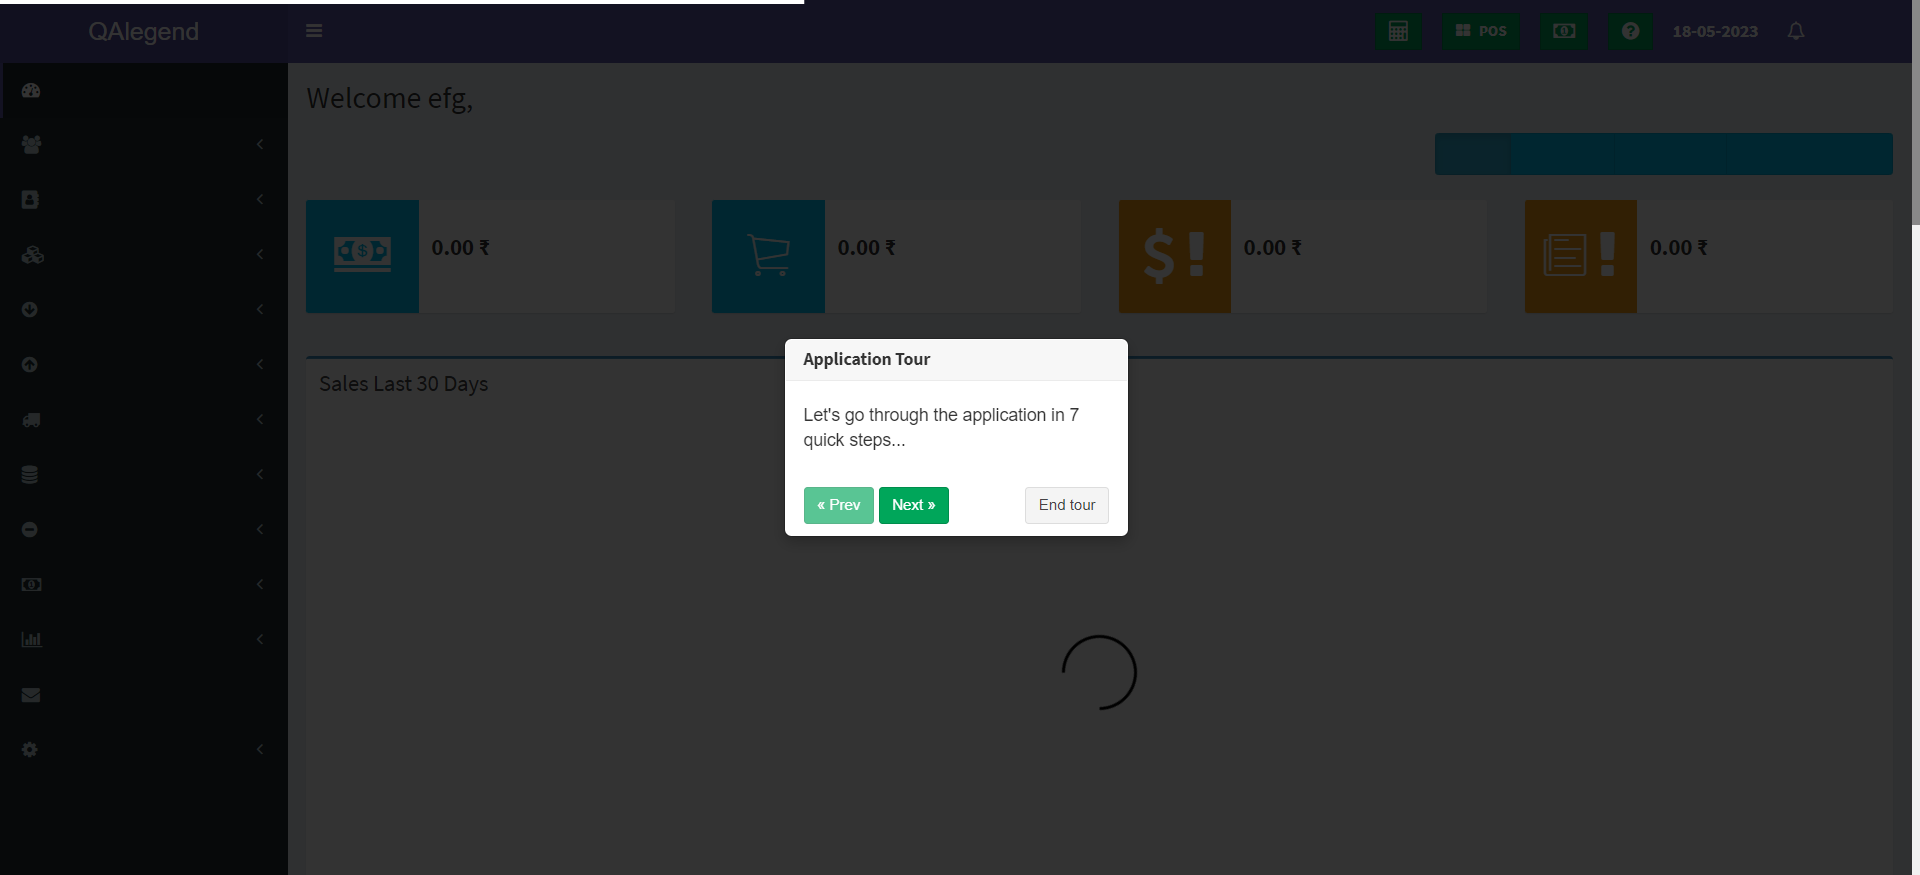 QAlegend
POS
18-05-2023
Welcome efg,
0.00 ₹
0.00 ₹
0.00 ₹
0.00 ₹
Sales Last 30 Days
Application Tour
Let's go through the application in 7
quick steps...
« Prev
Next »
End tour